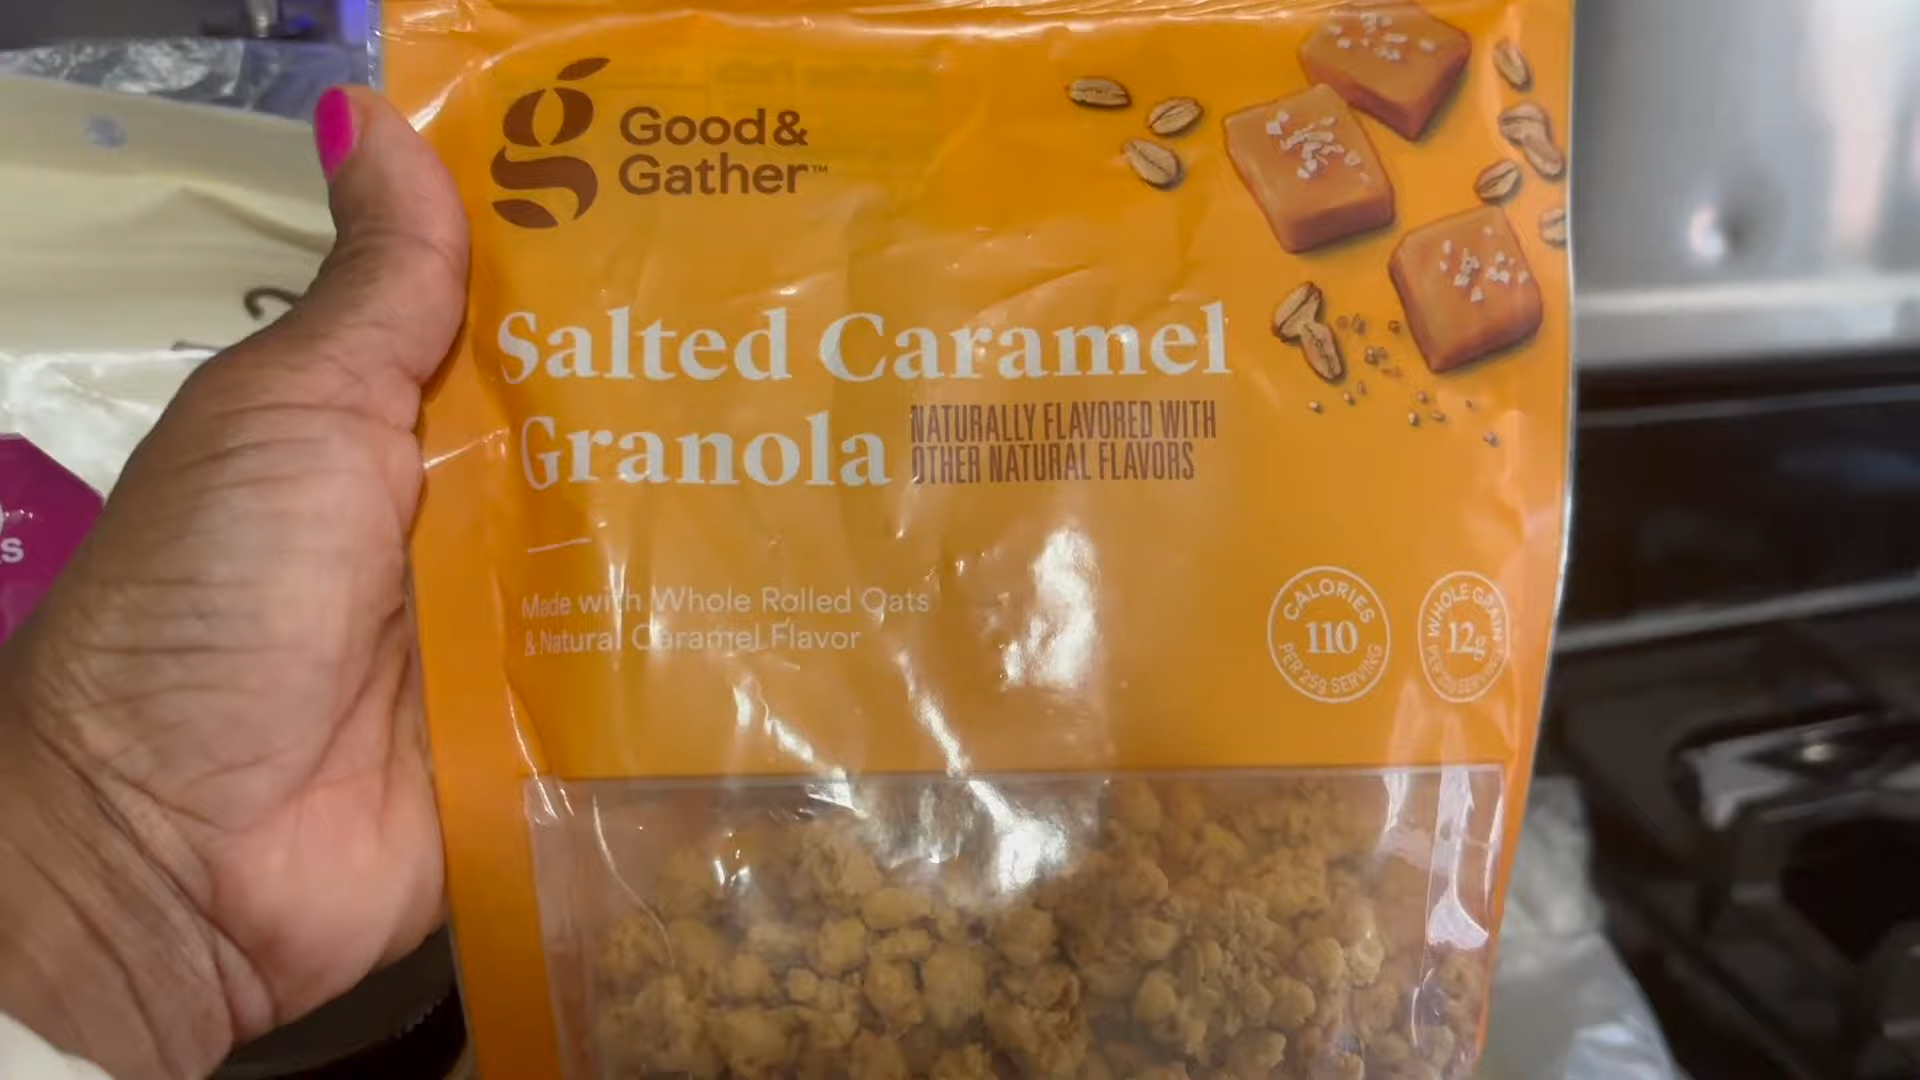 Good&
Gather™
Salted Caramel
Granola
NATURALLY FLAVORED WITH
OTHER NATURAL FLAVORS
Made with Whole Rolled Oats
& Natural Caramel Flavor
CALORIES
110
PER 25g SERVING
WHOLE GRAIN
12g
s